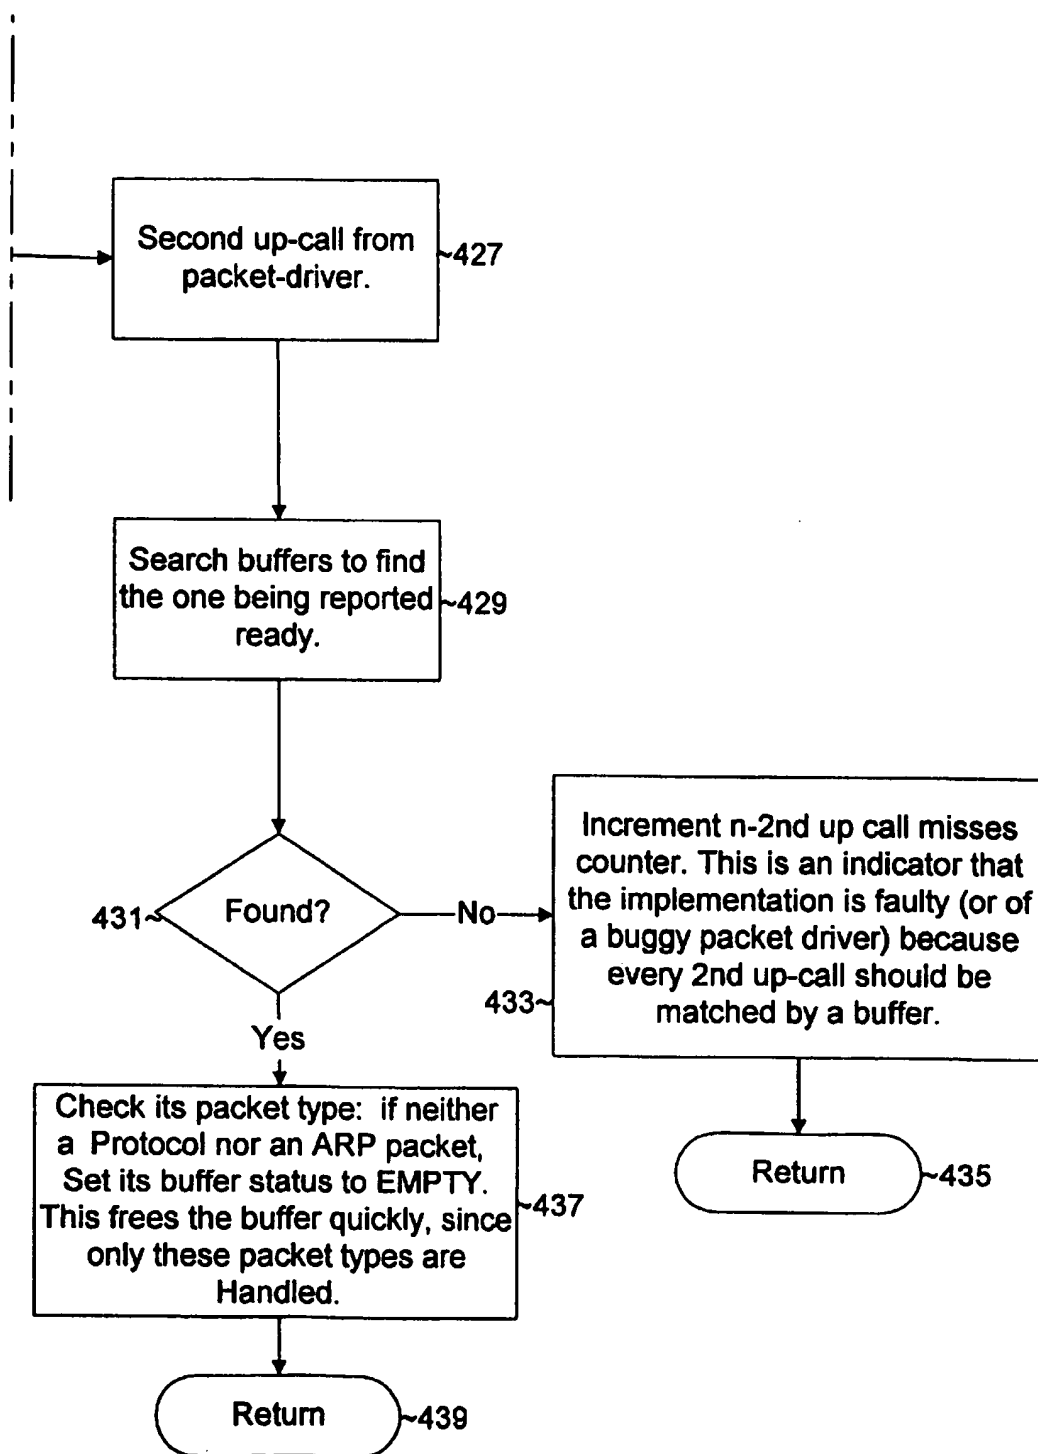 Second up-call from
packet-driver.
~427
Search buffers to find
the one being reported
ready.
~429
431~
Found?
No
Increment n-2nd up call misses
counter. This is an indicator that
the implementation is faulty (or of
a buggy packet driver) because
every 2nd up-call should be
matched by a buffer.
433~
Yes
Check its packet type: if neither
a Protocol nor an ARP packet,
Set its buffer status to EMPTY.
This frees the buffer quickly, since
only these packet types are
Handled.
~437
Return
~435
Return
~439